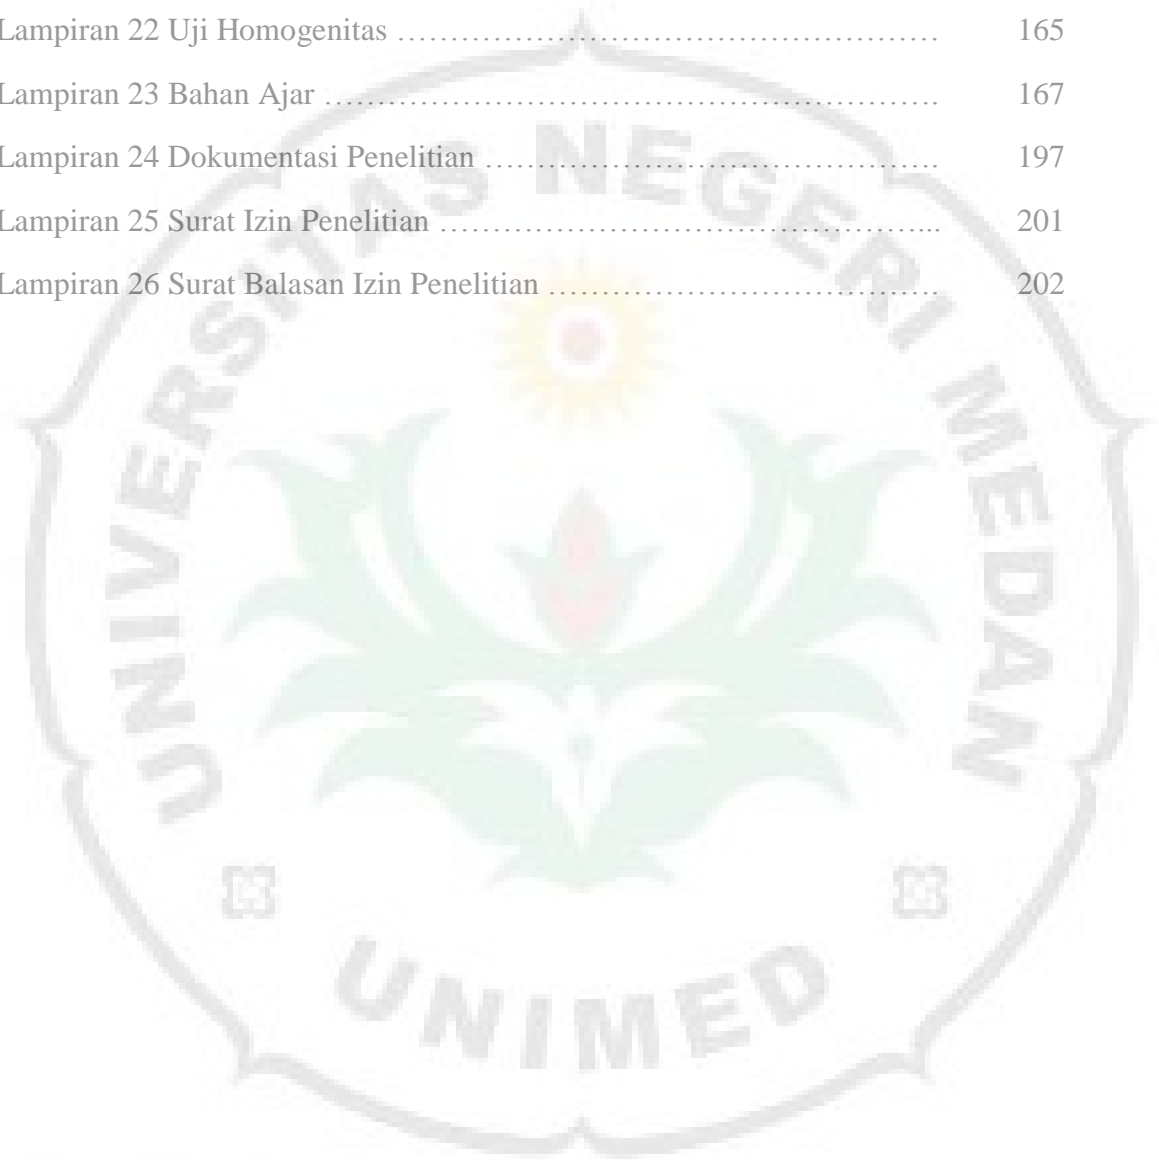 Lampiran 22 Uji Homogenitas ………………………………………… 165
Lampiran 23 Bahan Ajar ………………………………………………. 167
Lampiran 24 Dokumentasi Penelitian …………………………………. 197
Lampiran 25 Surat Izin Penelitian ……………………………………... 201
Lampiran 26 Surat Balasan Izin Penelitian ……………………………. 202
UNIVERSITAS NEGERI MEDAN
UNIMED